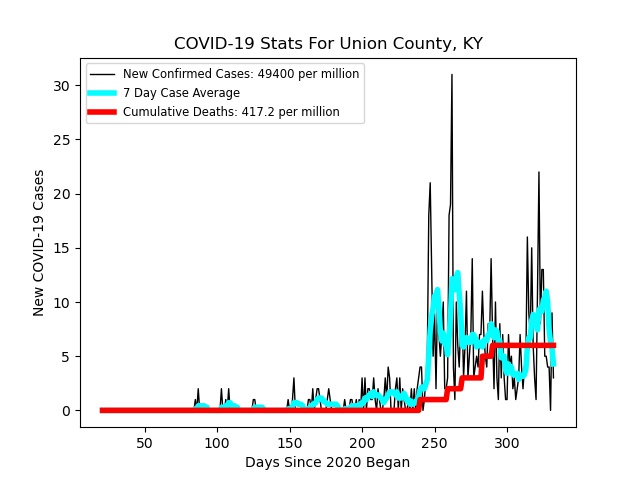 COVID-19 Stats For Union County, KY
New Confirmed Cases: 49400 per million
7 Day Case Average
Cumulative Deaths: 417.2 per million
New COVID-19 Cases
30
25
20
15
10
5
0
50
100
150
200
250
300
Days Since 2020 Began